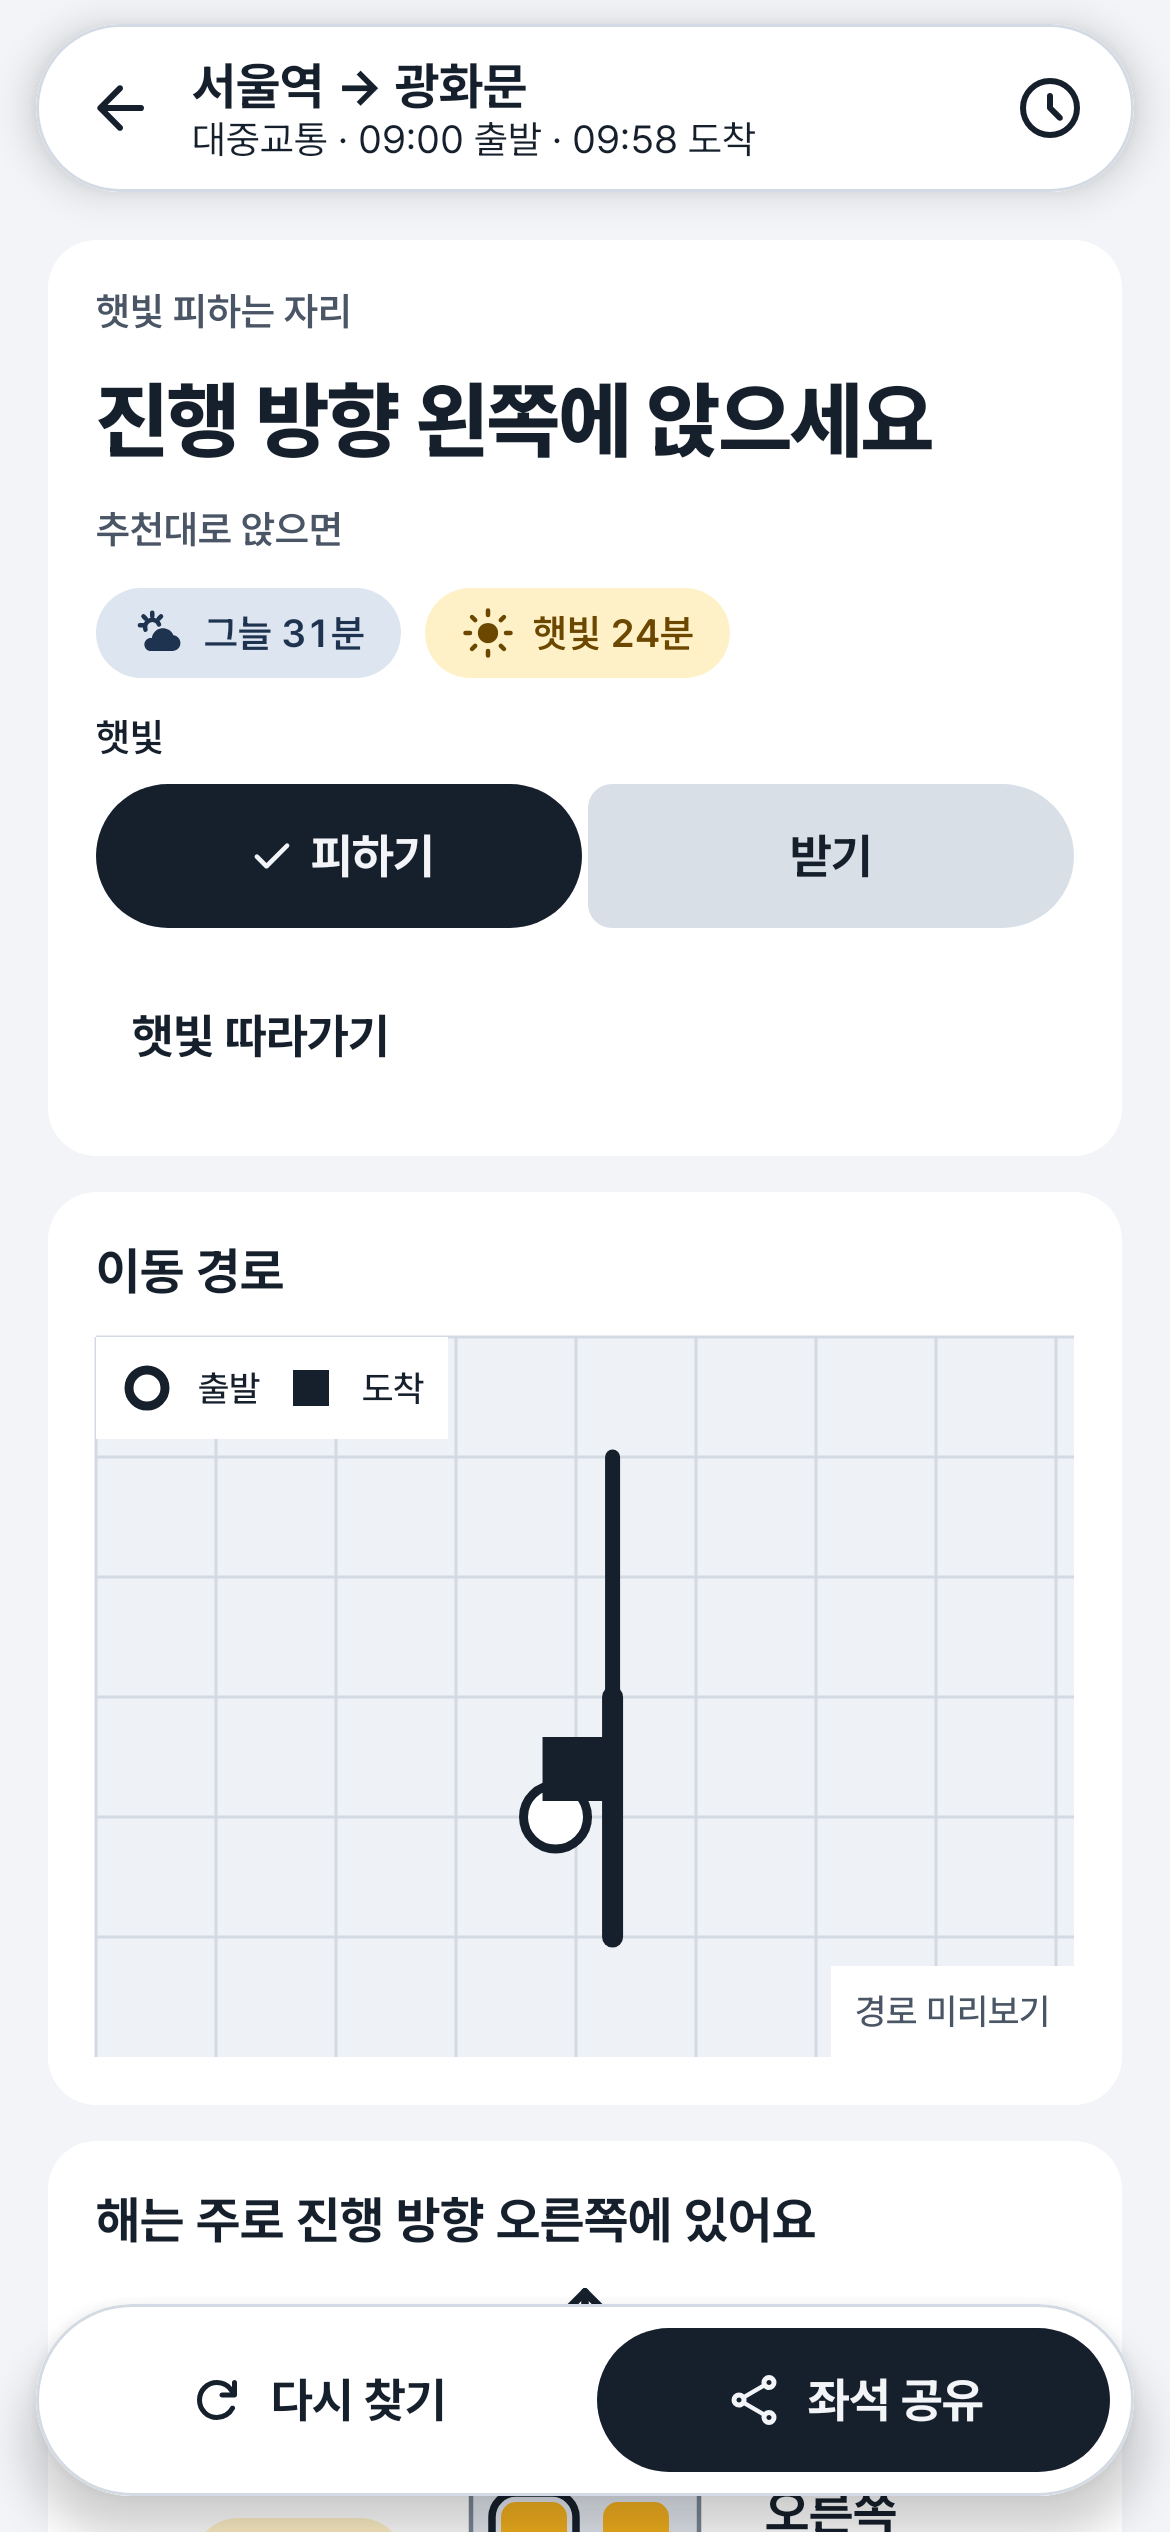 서울역 → 광화문
대중교통 · 09:00 출발 · 09:58 도착
햇빛 피하는 자리
진행 방향 왼쪽에 앉으세요
추천대로 앉으면
그늘 31분
햇빛 24분
햇빛
피하기
받기
햇빛 따라가기
이동 경로
출발
도착
경로 미리보기
해는 주로 진행 방향 오른쪽에 있어요
다시 찾기
좌석 공유
오른쪽